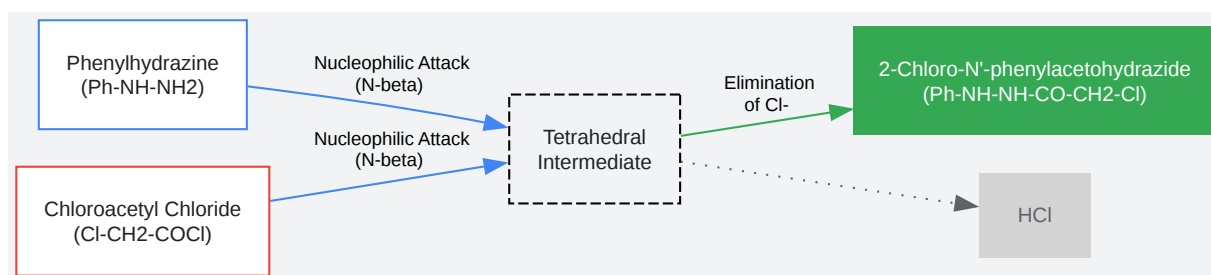 Phenylhydrazine
(Ph-NH-NH2)
Nucleophilic Attack
(N-beta)
Chloroacetyl Chloride
(Cl-CH2-COCl)
Nucleophilic Attack
(N-beta)
Tetrahedral
Intermediate
Elimination
of Cl-
2-Chloro-N'-phenylacetohydrazide
(Ph-NH-NH-CO-CH2-Cl)
HCl